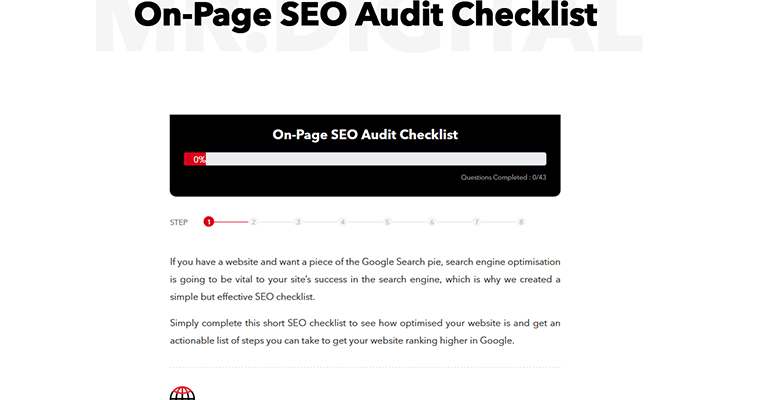 On-Page SEO Audit Checklist
MR.DIGITAL
On-Page SEO Audit Checklist
0%
Questions Completed : 0/43
STEP 1 2 3 4 5 6 7 8
If you have a website and want a piece of the Google Search pie, search engine optimisation
is going to be vital to your site's success in the search engine, which is why we created a
simple but effective SEO checklist.
Simply complete this short SEO checklist to see how optimised your website is and get an
actionable list of steps you can take to get your website ranking higher in Google.